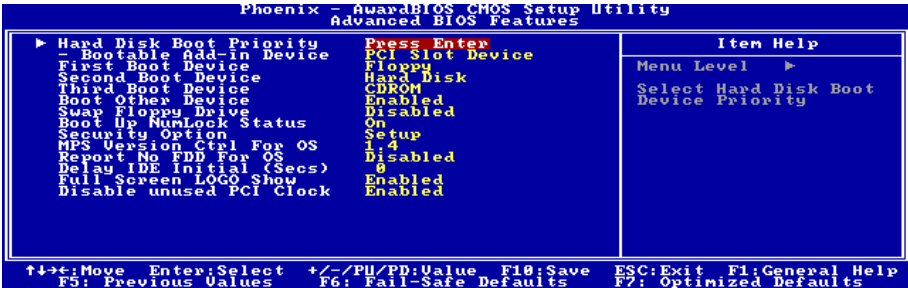 Phoenix - AwardBIOS CMOS Setup Utility
Advanced BIOS Features
▶ Hard Disk Boot Priority Press Enter
- Bootable Add-in Device PCI Slot Device
First Boot Device Floppy
Second Boot Device Hard Disk
Third Boot Device CDROM
Boot Other Device Enabled
Swap Floppy Drive Disabled
Boot Up NumLock Status On
Security Option Setup
MPS Version Ctrl For OS 1.4
Report No FDD For OS Disabled
Delay IDE Initial (Secs) 0
Full Screen LOGO Show Enabled
Disable unused PCI Clock Enabled
Item Help
Menu Level ▶
Select Hard Disk Boot
Device Priority
↑↓→←:Move Enter:Select +/-/PU/PD:Value F10:Save ESC:Exit F1:General Help
F5: Previous Values F6: Fail-Safe Defaults F7: Optimized Defaults